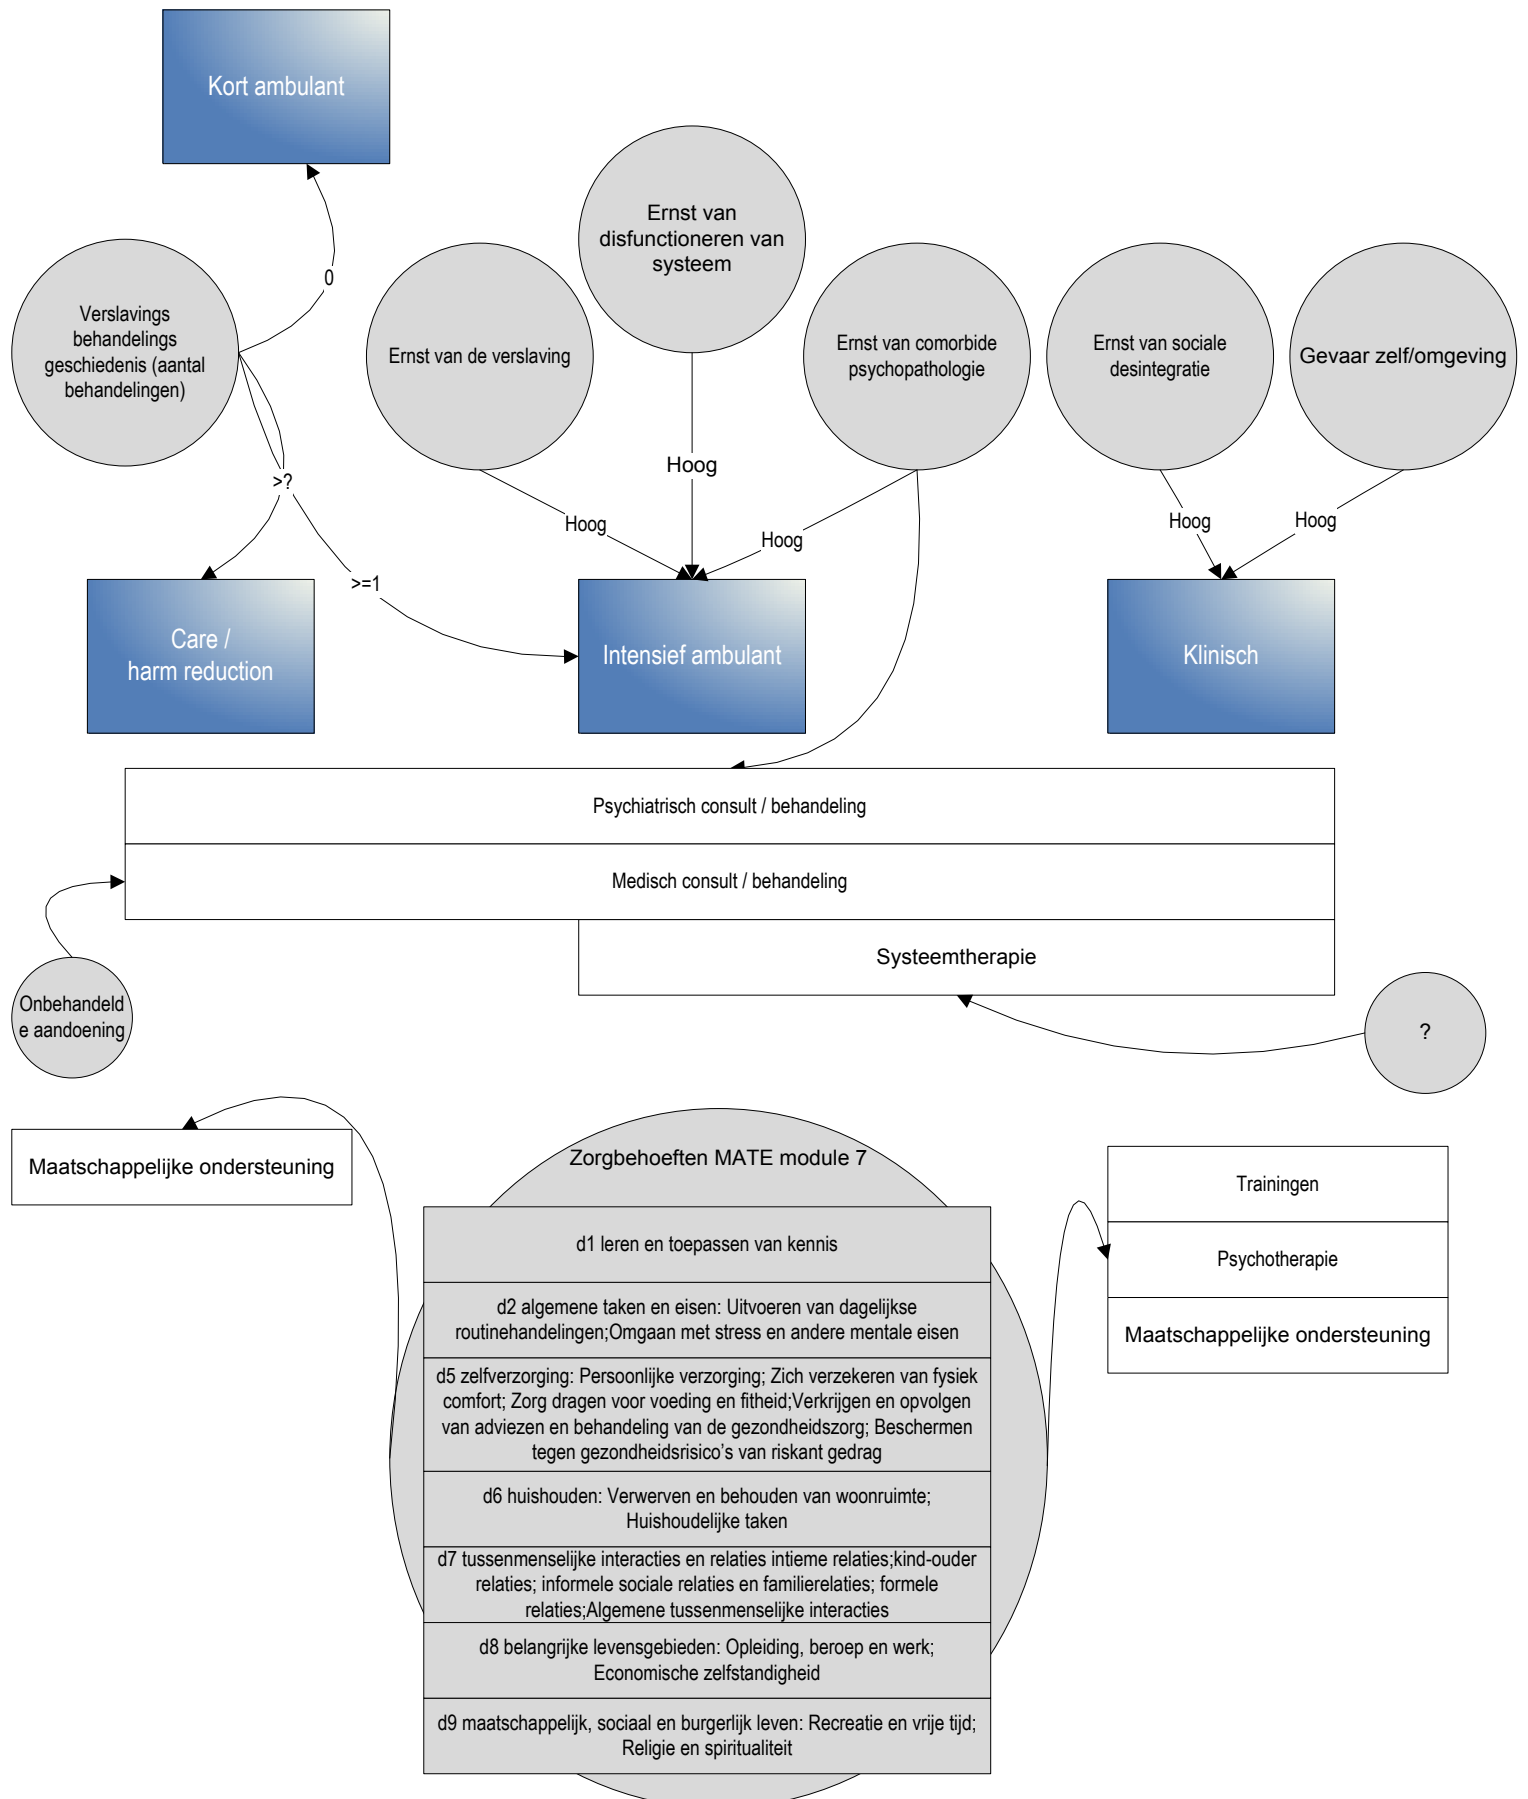 Kort ambulant
0
Verslavings
behandelings
geschiedenis (aantal
behandelingen)
Ernst van de verslaving
Ernst van
disfunctioneren van
systeem
Ernst van comorbide
psychopathologie
Ernst van sociale
desintegratie
Gevaar zelf/omgeving
>?
>=1
Hoog
Hoog
Hoog
Hoog
Hoog
Care /
harm reduction
Intensief ambulant
Klinisch
Psychiatrisch consult / behandeling
Medisch consult / behandeling
Systeemtherapie
Onbehandeld
e aandoening
?
Maatschappelijke ondersteuning
Zorgbehoeften MATE module 7
d1 leren en toepassen van kennis
d2 algemene taken en eisen: Uitvoeren van dagelijkse
routinehandelingen;Omgaan met stress en andere mentale eisen
d5 zelfverzorging: Persoonlijke verzorging; Zich verzekeren van fysiek
comfort; Zorg dragen voor voeding en fitheid;Verkrijgen en opvolgen
van adviezen en behandeling van de gezondheidszorg; Beschermen
tegen gezondheidsrisico’s van riskant gedrag
d6 huishouden: Verwerven en behouden van woonruimte;
Huishoudelijke taken
d7 tussenmenselijke interacties en relaties intieme relaties;kind-ouder
relaties; informele sociale relaties en familierelaties; formele
relaties;Algemene tussenmenselijke interacties
d8 belangrijke levensgebieden: Opleiding, beroep en werk;
Economische zelfstandigheid
d9 maatschappelijk, sociaal en burgerlijk leven: Recreatie en vrije tijd;
Religie en spiritualiteit
Trainingen
Psychotherapie
Maatschappelijke ondersteuning